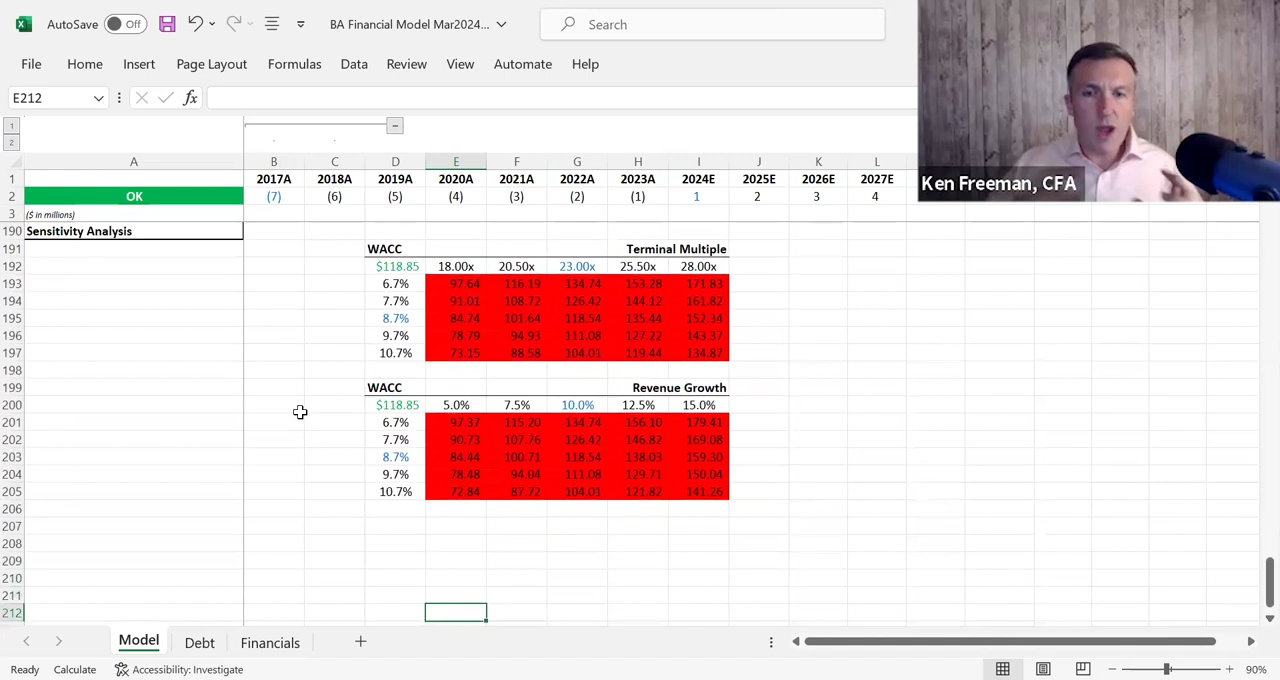 AutoSave Off BA Financial Model Mar2024... Search
File Home Insert Page Layout Formulas Data Review View Automate Help
E212 fx
Ken Freeman, CFA
1
2
A B C D E F G H I J K L
1 2017A 2018A 2019A 2020A 2021A 2022A 2023A 2024E 2025E 2026E 2027E
2 OK (7) (6) (5) (4) (3) (2) (1) 1 2 3 4
3 ($ in millions)
190 Sensitivity Analysis
191 WACC Terminal Multiple
192 $118.85 18.00x 20.50x 23.00x 25.50x 28.00x
193 6.7% 97.64 116.19 134.74 153.28 171.83
194 7.7% 91.01 108.72 126.42 144.12 161.82
195 8.7% 84.74 101.64 118.54 135.44 152.34
196 9.7% 78.79 94.93 111.08 127.22 143.37
197 10.7% 73.15 88.58 104.01 119.44 134.87
198
199 WACC Revenue Growth
200 $118.85 5.0% 7.5% 10.0% 12.5% 15.0%
201 6.7% 97.37 115.20 134.74 156.10 179.41
202 7.7% 90.73 107.76 126.42 146.82 169.08
203 8.7% 84.44 100.71 118.54 138.03 159.30
204 9.7% 78.48 94.04 111.08 129.71 150.04
205 10.7% 72.84 87.72 104.01 121.82 141.26
206
207
208
209
210
211
212
Model Debt Financials
Ready Calculate Accessibility: Investigate 90%